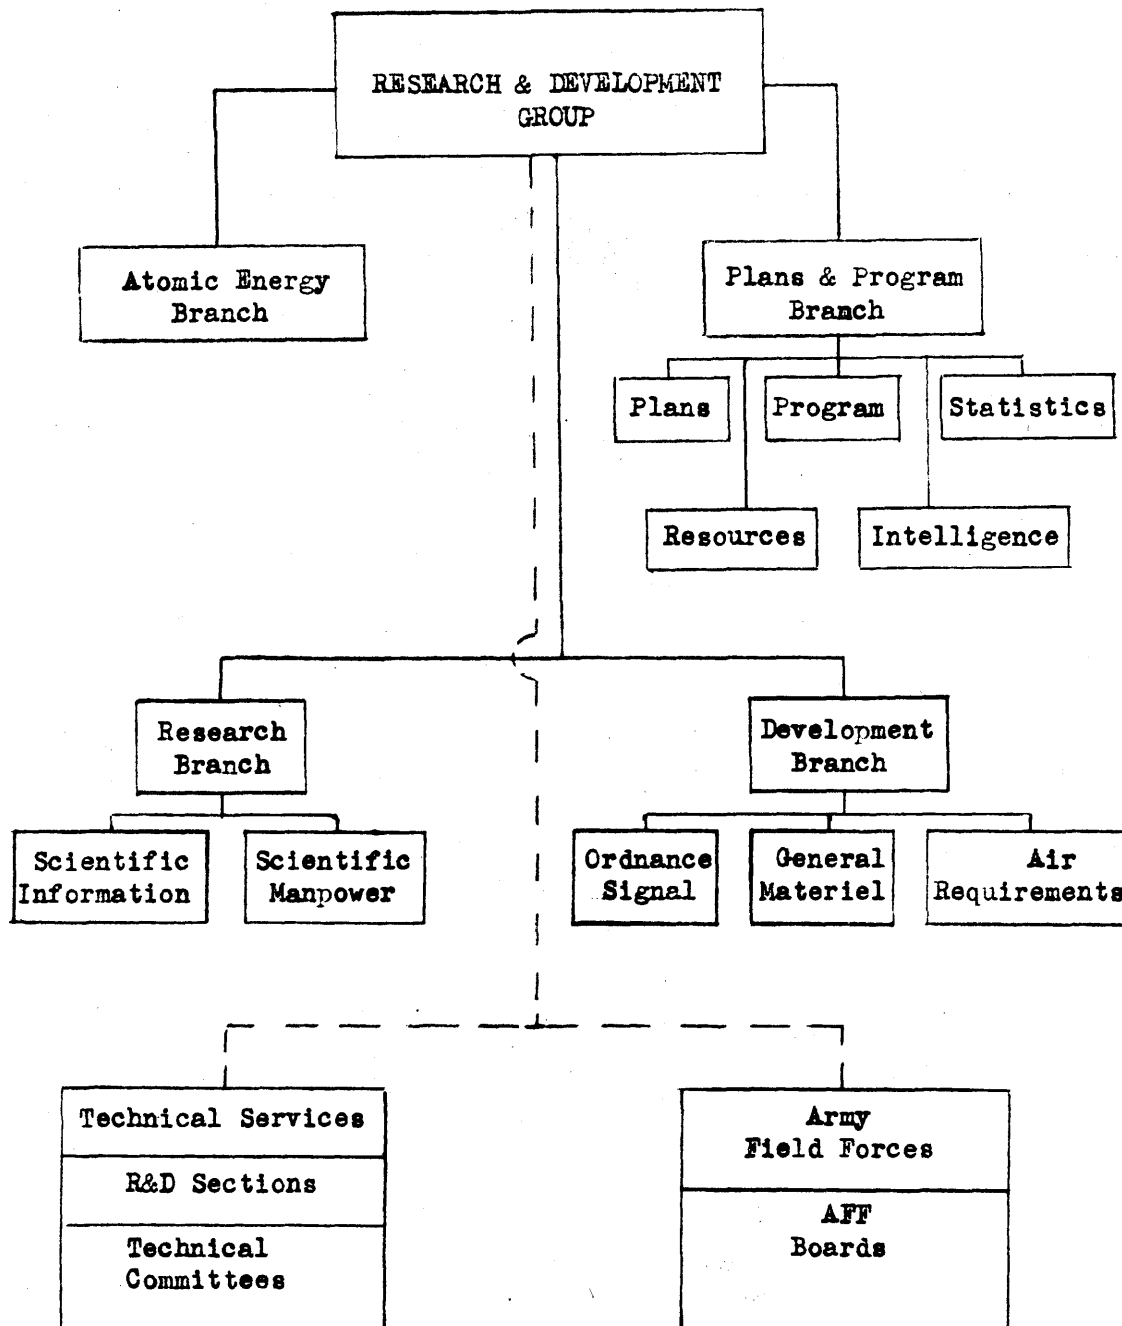 RESEARCH & DEVELOPMENT
GROUP
Atomic Energy
Branch
Plans & Program
Branch
Plans
Program
Statistics
Resources
Intelligence
Research
Branch
Development
Branch
Scientific
Information
Scientific
Manpower
Ordnance
Signal
General
Materiel
Air
Requirements
Technical Services
R&D Sections
Technical
Committees
Army
Field Forces
AFF
Boards